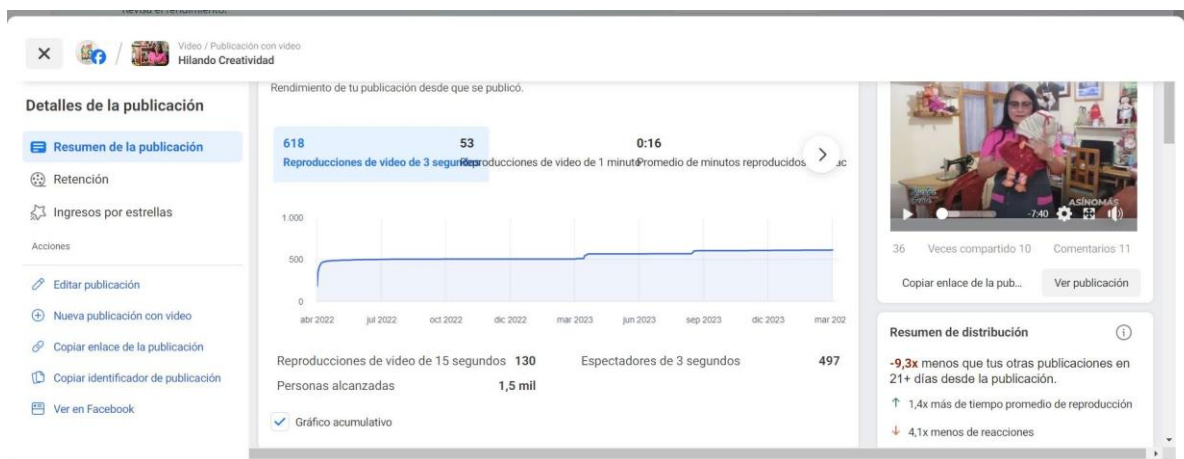 Revisa el rendimiento.
Video / Publicación con video
Hilando Creatividad
Detalles de la publicación
Resumen de la publicación
Retención
Ingresos por estrellas
Acciones
Editar publicación
Nueva publicación con video
Copiar enlace de la publicación
Copiar identificador de publicación
Ver en Facebook
Rendimiento de tu publicación desde que se publicó.
618
Reproducciones de video de 3 segundos
53
Reproducciones de video de 1 minuto
0:16
Promedio de minutos reproducidos
1.000
500
0
abr 2022 jul 2022 oct 2022 dic 2022 mar 2023 jun 2023 sep 2023 dic 2023 mar 202
Reproducciones de video de 15 segundos 130 Espectadores de 3 segundos 497
Personas alcanzadas 1,5 mil
Gráfico acumulativo
ASÍNOMÁS
-7:40
36 Veces compartido 10 Comentarios 11
Copiar enlace de la pub... Ver publicación
Resumen de distribución
-9,3x menos que tus otras publicaciones en
21+ días desde la publicación.
1,4x más de tiempo promedio de reproducción
4,1x menos de reacciones